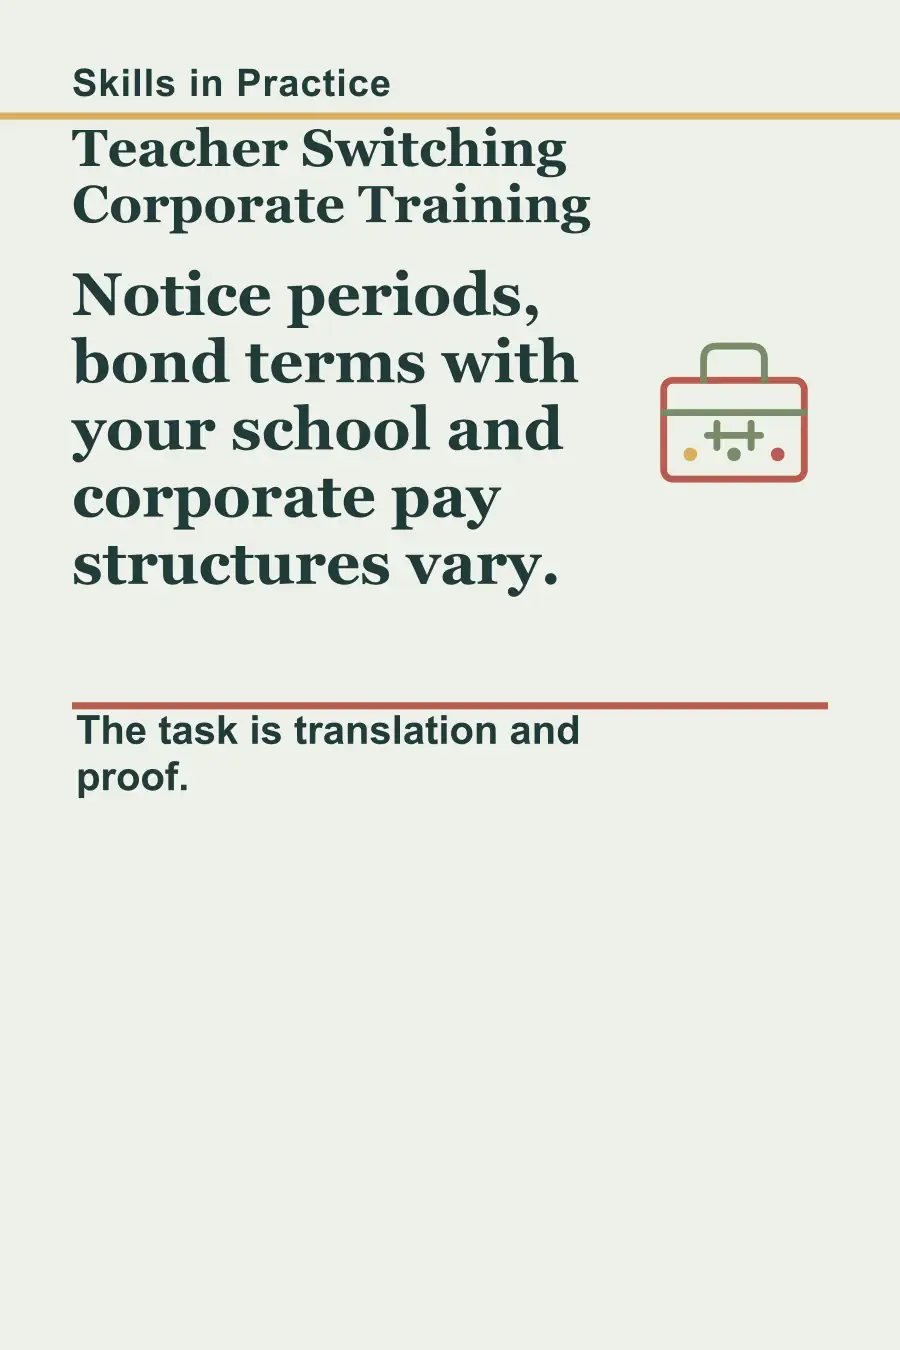 Skills in Practice
Teacher Switching
Corporate Training
Notice periods,
bond terms with
your school and
corporate pay
structures vary.
The task is translation and
proof.